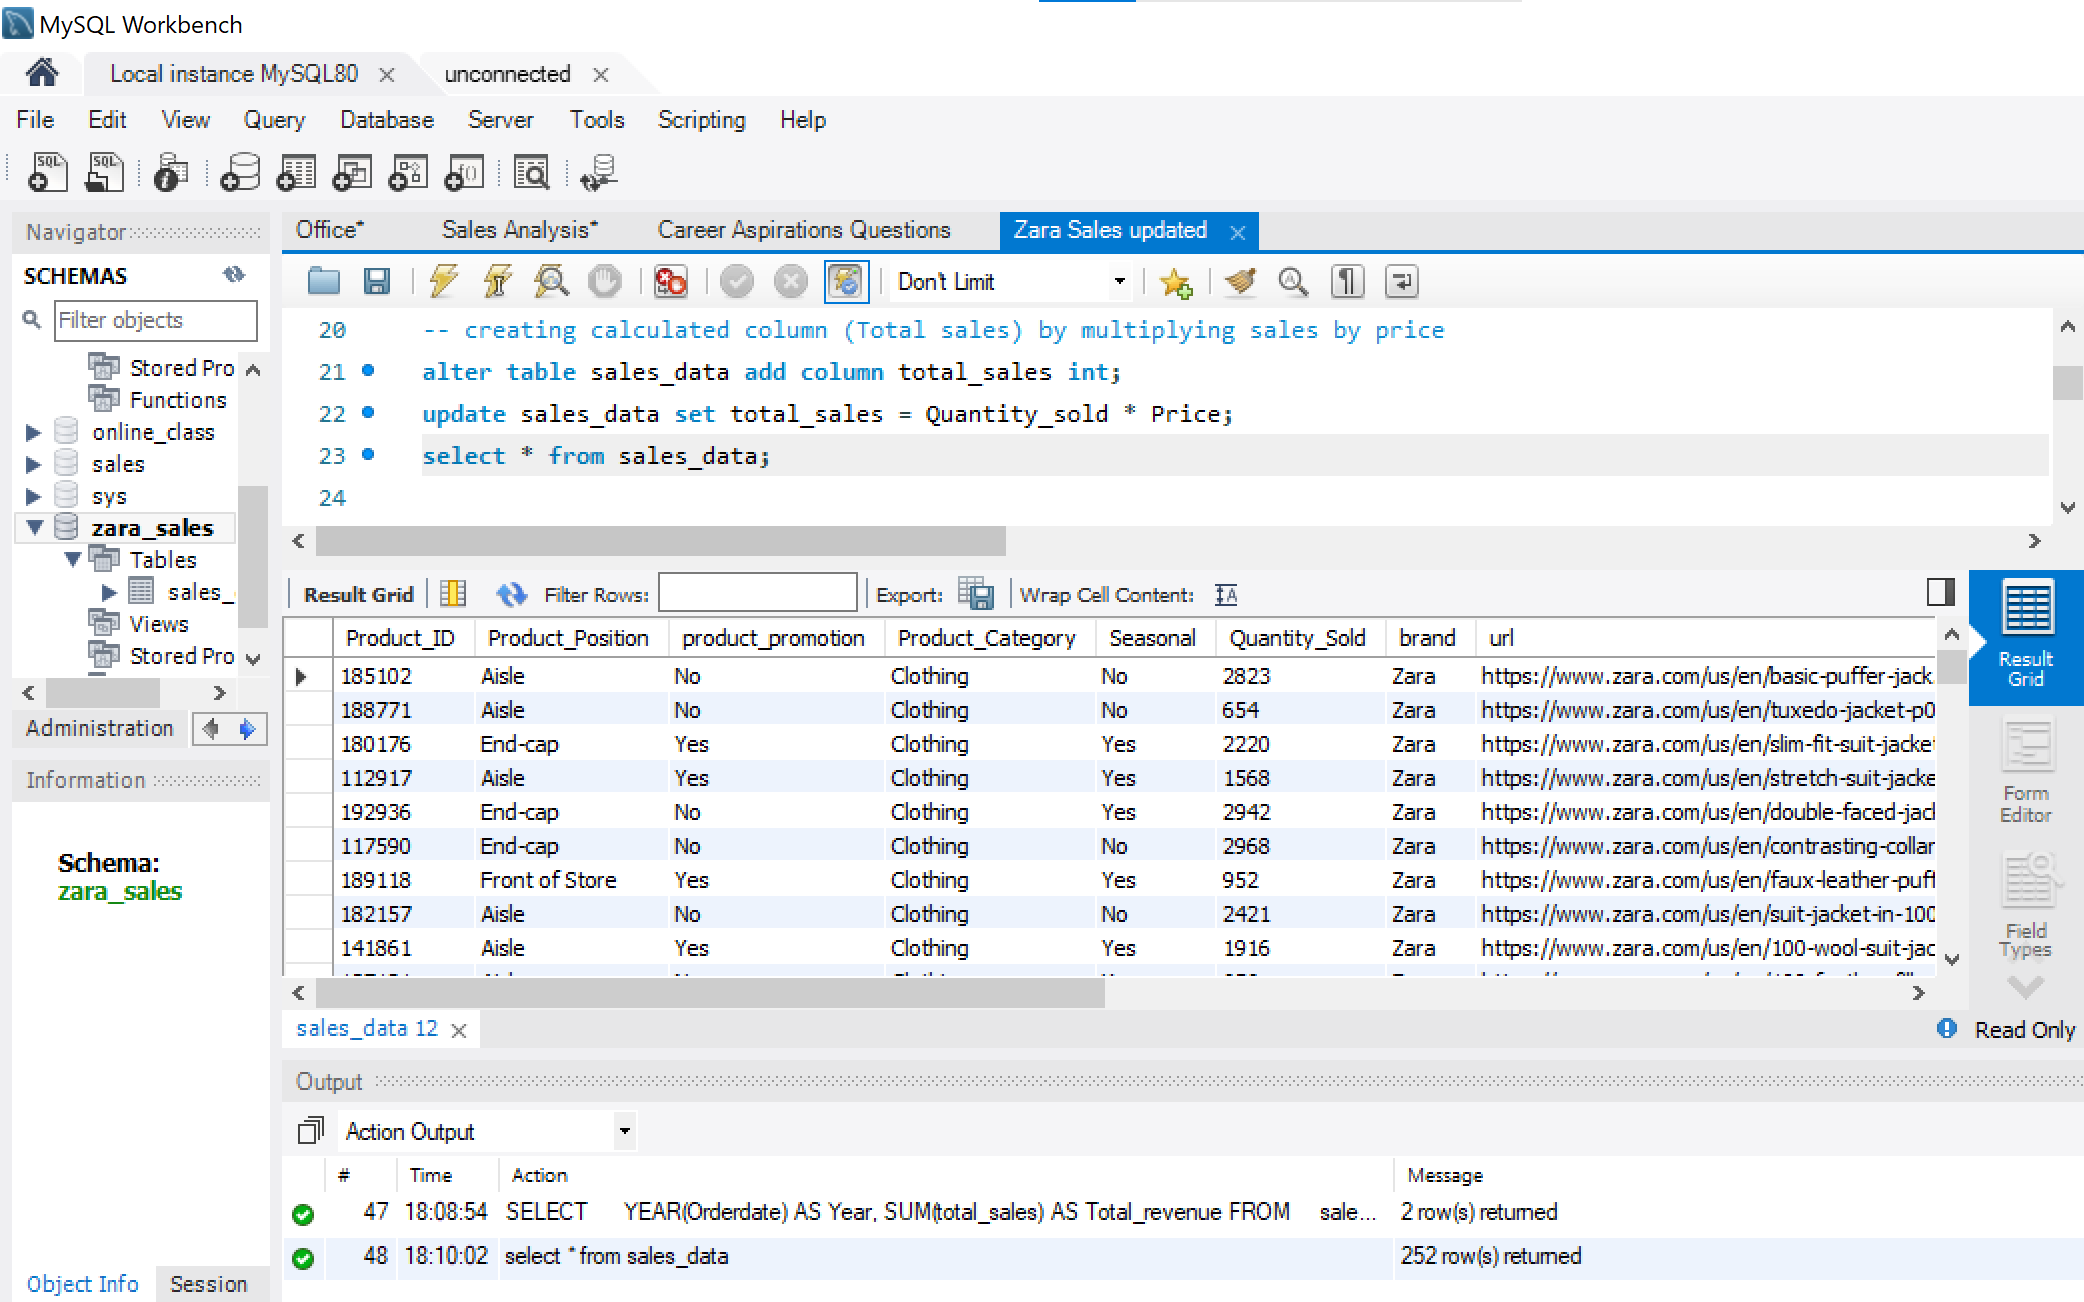 MySQL Workbench
Local instance MySQL80
unconnected
File Edit View Query Database Server Tools Scripting Help
Navigator
SCHEMAS
Filter objects
Stored Pro
Functions
online_class
sales
sys
zara_sales
Tables
sales_
Views
Stored Pro
Administration
Information
Schema:
zara_sales
Object Info Session
Office* Sales Analysis* Career Aspirations Questions Zara Sales updated
Don't Limit
20 -- creating calculated column (Total sales) by multiplying sales by price
21 alter table sales_data add column total_sales int;
22 update sales_data set total_sales = Quantity_sold * Price;
23 select * from sales_data;
24
Result Grid Filter Rows: Export: Wrap Cell Content:
Product_ID Product_Position product_promotion Product_Category Seasonal Quantity_Sold brand url
185102 Aisle No Clothing No 2823 Zara https://www.zara.com/us/en/basic-puffer-jack
188771 Aisle No Clothing No 654 Zara https://www.zara.com/us/en/tuxedo-jacket-p0
180176 End-cap Yes Clothing Yes 2220 Zara https://www.zara.com/us/en/slim-fit-suit-jacke
112917 Aisle Yes Clothing Yes 1568 Zara https://www.zara.com/us/en/stretch-suit-jacke
192936 End-cap No Clothing Yes 2942 Zara https://www.zara.com/us/en/double-faced-jac
117590 End-cap No Clothing No 2968 Zara https://www.zara.com/us/en/contrasting-collar
189118 Front of Store Yes Clothing Yes 952 Zara https://www.zara.com/us/en/faux-leather-puff
182157 Aisle No Clothing No 2421 Zara https://www.zara.com/us/en/suit-jacket-in-100
141861 Aisle Yes Clothing Yes 1916 Zara https://www.zara.com/us/en/100-wool-suit-jac
Result
Grid
Form
Editor
Field
Types
sales_data 12
Read Only
Output
Action Output
# Time Action Message
47 18:08:54 SELECT YEAR(Orderdate) AS Year, SUM(total_sales) AS Total_revenue FROM sale... 2 row(s) returned
48 18:10:02 select * from sales_data 252 row(s) returned